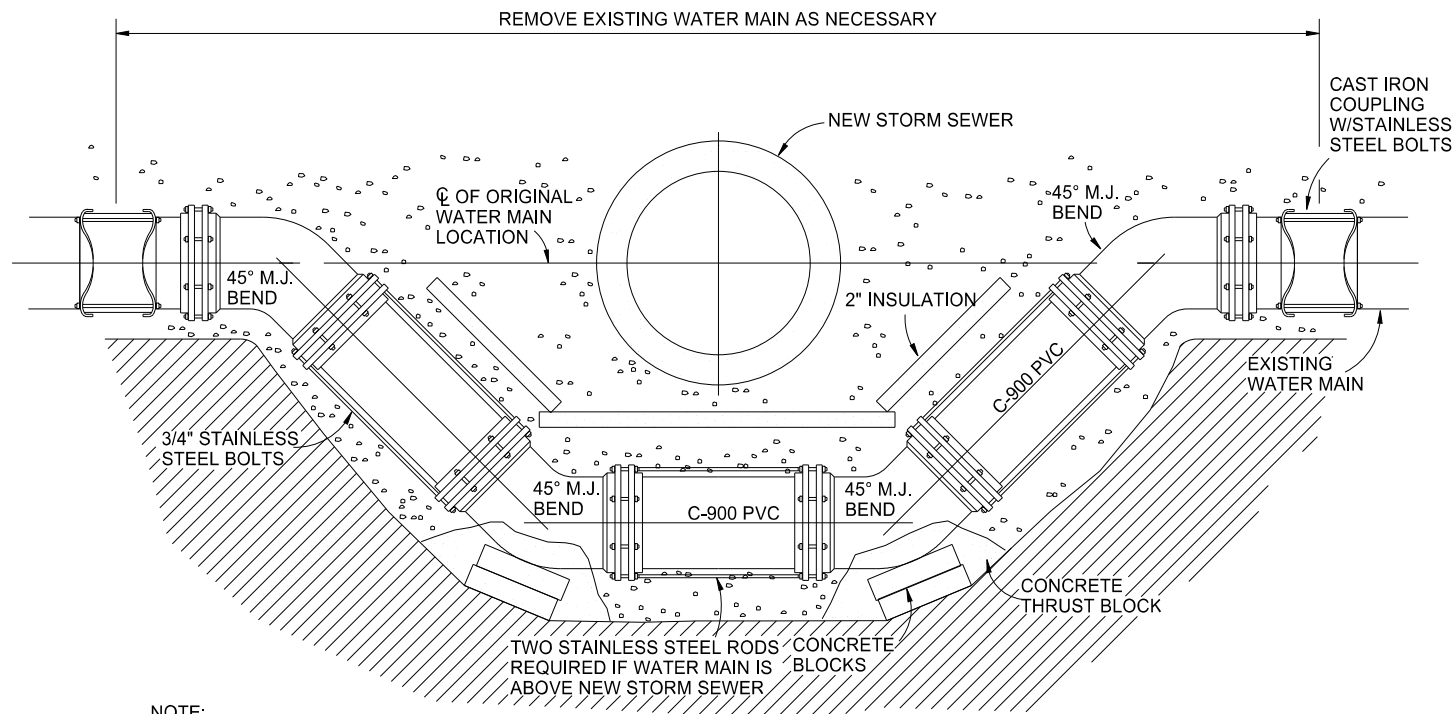 REMOVE EXISTING WATER MAIN AS NECESSARY
CAST IRON
COUPLING
W/STAINLESS
STEEL BOLTS
NEW STORM SEWER
℄ OF ORIGINAL
WATER MAIN
LOCATION
45° M.J.
BEND
45° M.J.
BEND
2" INSULATION
C-900 PVC
EXISTING
WATER MAIN
3/4" STAINLESS
STEEL BOLTS
45° M.J.
BEND
C-900 PVC
45° M.J.
BEND
CONCRETE
THRUST BLOCK
TWO STAINLESS STEEL RODS
REQUIRED IF WATER MAIN IS
ABOVE NEW STORM SEWER
CONCRETE
BLOCKS
NOTE: